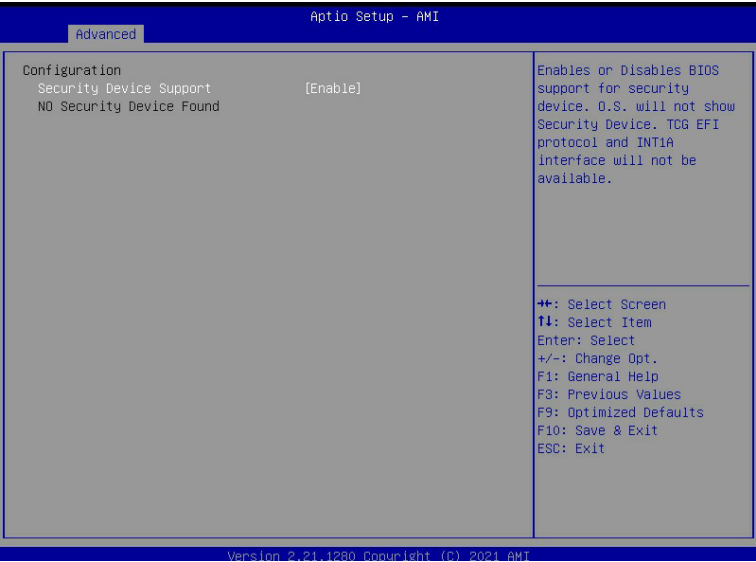 Aptio Setup - AMI
Advanced
Configuration
Security Device Support [Enable]
NO Security Device Found
Enables or Disables BIOS
support for security
device. O.S. will not show
Security Device. TCG EFI
protocol and INT1A
interface will not be
available.
→←: Select Screen
↑↓: Select Item
Enter: Select
+/-: Change Opt.
F1: General Help
F3: Previous Values
F9: Optimized Defaults
F10: Save & Exit
ESC: Exit
Version 2.21.1280 Copyright (C) 2021 AMI